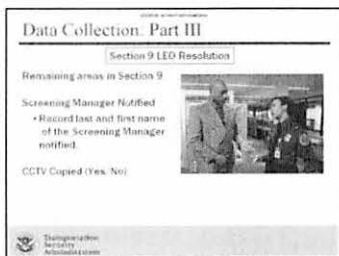 Data Collection: Part III
Section 9 LEO Resolution
Remaining areas in Section 9
Screening Manager Notified
• Record last and first name
of the Screening Manager
notified.
CCTV Copied (Yes, No)
Transportation
Security
Administration